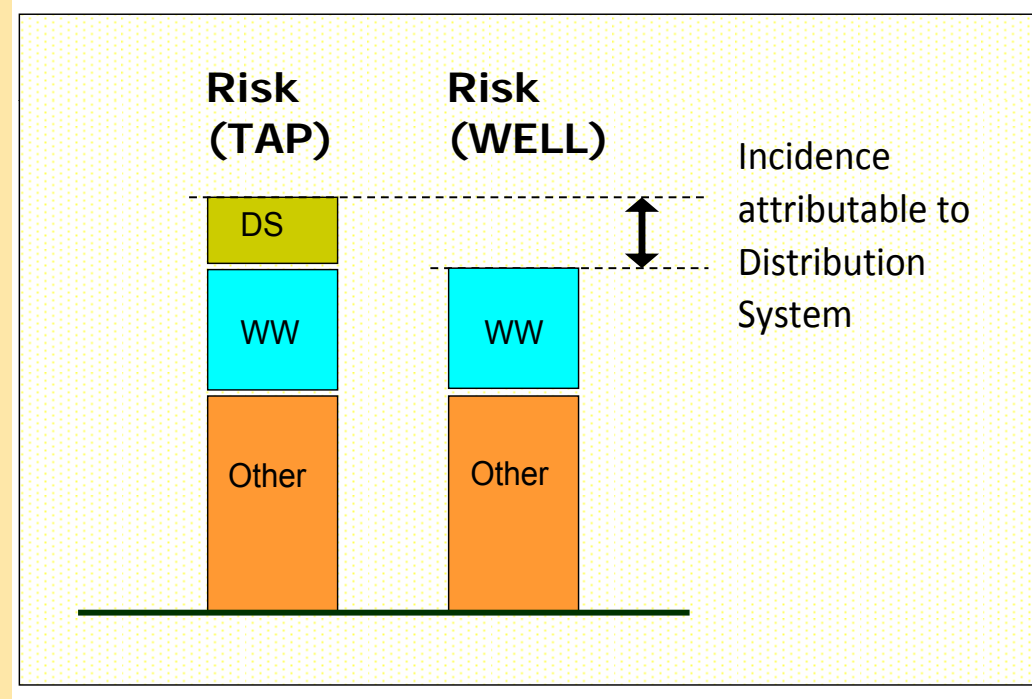 Risk
(TAP)
Risk
(WELL)
Incidence
attributable to
Distribution
System
DS
WW
WW
Other
Other